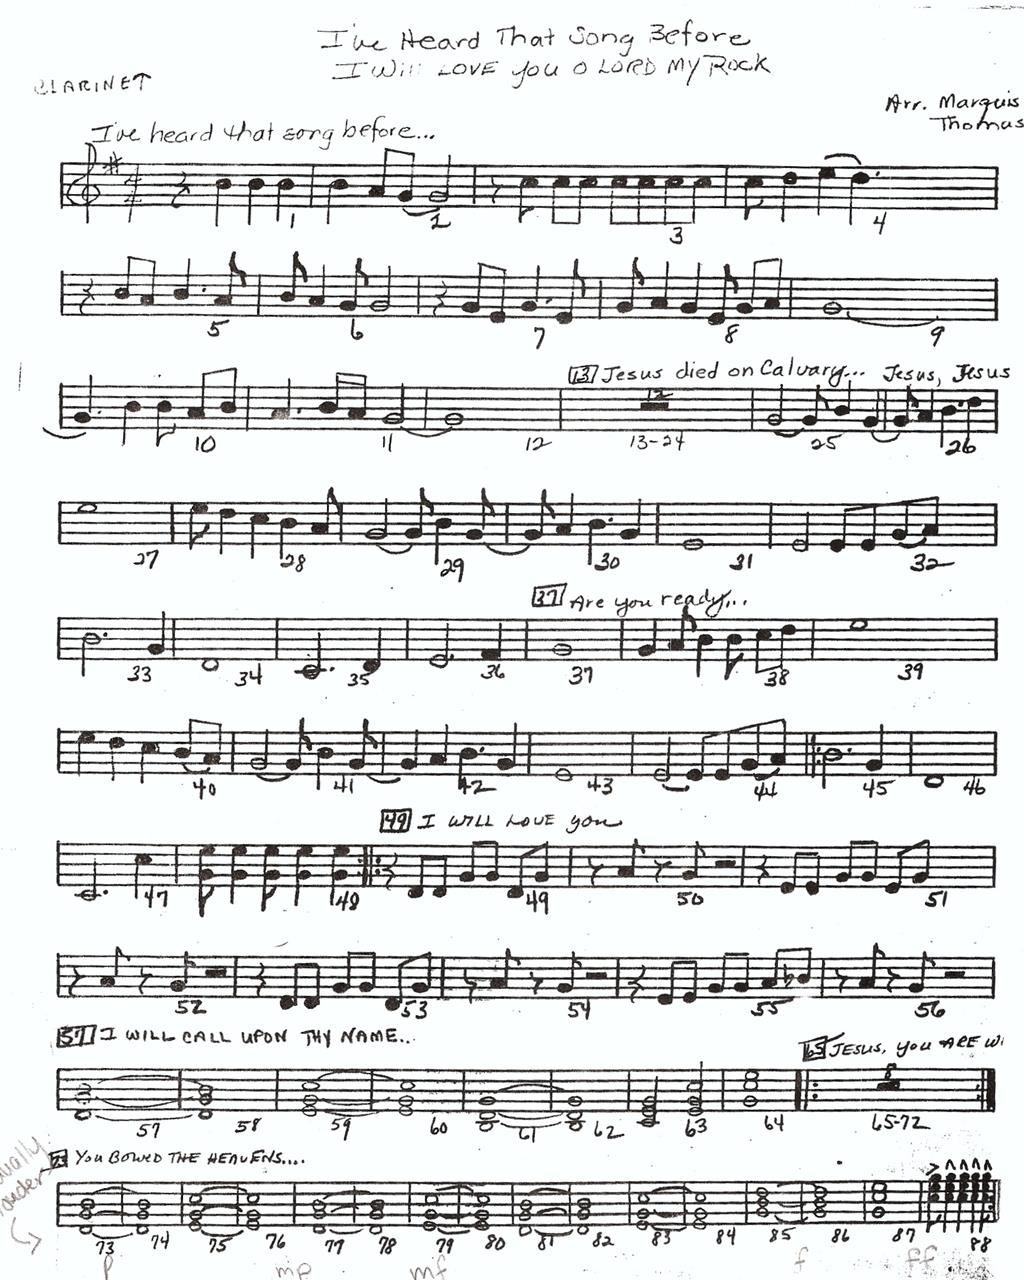 I've Heard That Song Before
I Will LOVE You O LORD MY ROCK
CLARINET
Arr. Marquis
Thomas
I've heard that song before...
1 2 3 4
5 6 7 8 9
13 Jesus died on Calvary... Jesus, Jesus
12
10 11 12 13-24 25 26
27 28 29 30 31 32
37 Are you ready...
33 34 35 36 37 38 39
40 41 42 43 44 45 46
49 I WILL LOVE you
47 48 49 50 51
52 53 54 55 56
57 I WILL CALL UPON THY NAME...
65 JESUS, YOU ARE
8
57 58 59 60 61 62 63 64 65-72
73 YOU BOWED THE HEAVENS....
73 74 75 76 77 78 79 80 81 82 83 84 85 86 87 88
p mp mf f ff